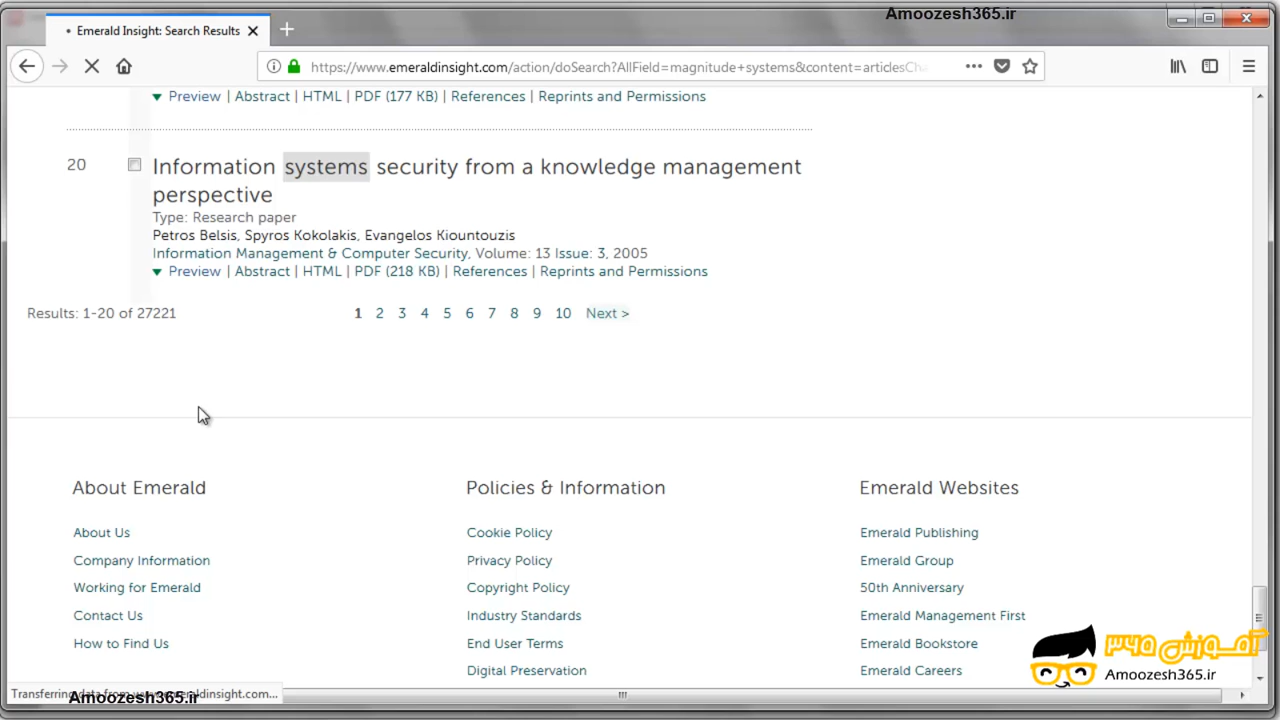 Amoozesh365.ir
Emerald Insight: Search Results
https://www.emeraldinsight.com/action/doSearch?AllField=magnitude+systems&content=articlesCha
Preview | Abstract | HTML | PDF (177 KB) | References | Reprints and Permissions
20
Information systems security from a knowledge management
perspective
Type: Research paper
Petros Belsis, Spyros Kokolakis, Evangelos Kiountouzis
Information Management & Computer Security, Volume: 13 Issue: 3, 2005
Preview | Abstract | HTML | PDF (218 KB) | References | Reprints and Permissions
Results: 1-20 of 27221
1 2 3 4 5 6 7 8 9 10 Next >
About Emerald
Policies & Information
Emerald Websites
About Us
Cookie Policy
Emerald Publishing
Company Information
Privacy Policy
Emerald Group
Working for Emerald
Copyright Policy
50th Anniversary
Contact Us
Industry Standards
Emerald Management First
How to Find Us
End User Terms
Emerald Bookstore
Digital Preservation
Emerald Careers
آموزش ۳۶۵
Amoozesh365.ir
Transferring data from emeraldinsight.com...
Amoozesh365.ir